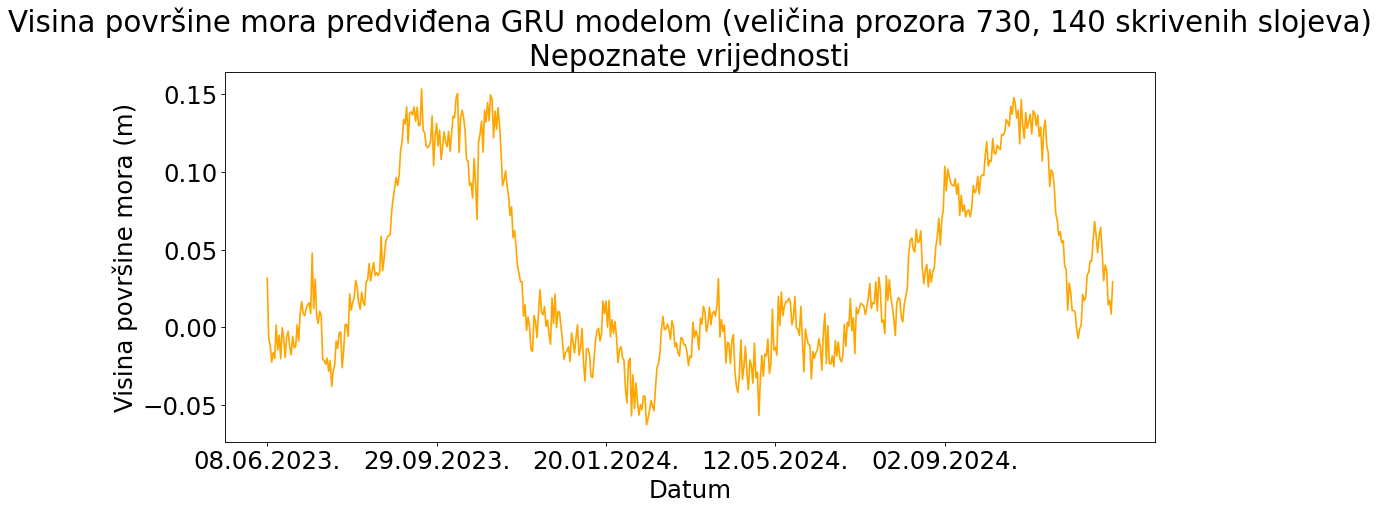 Visina površine mora predviđena GRU modelom (veličina prozora 730, 140 skrivenih slojeva)
Nepoznate vrijednosti
Visina površine mora (m)
0.15
0.10
0.05
0.00
−0.05
08.06.2023. 29.09.2023. 20.01.2024. 12.05.2024. 02.09.2024.
Datum